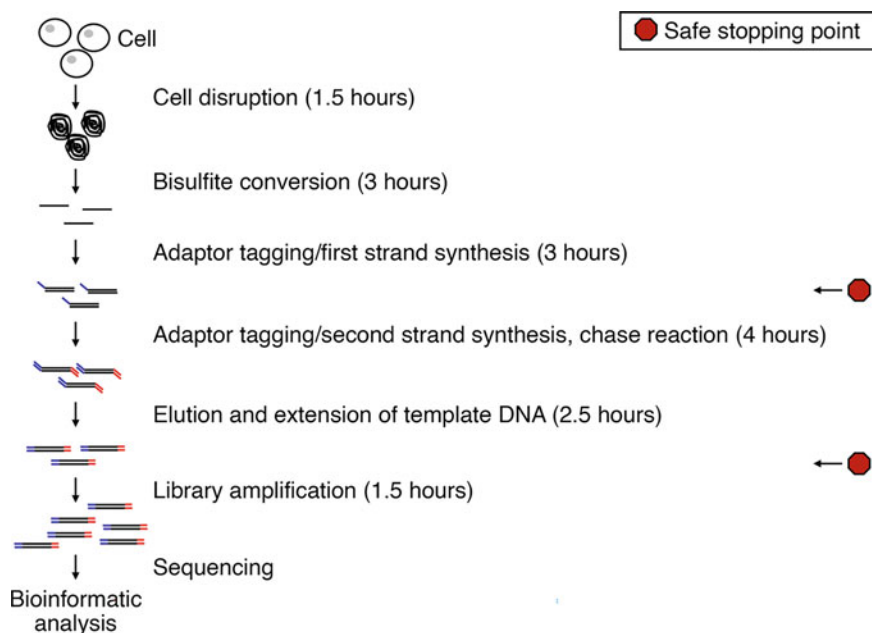 Cell
Safe stopping point
Cell disruption (1.5 hours)
Bisulfite conversion (3 hours)
Adaptor tagging/first strand synthesis (3 hours)
Adaptor tagging/second strand synthesis, chase reaction (4 hours)
Elution and extension of template DNA (2.5 hours)
Library amplification (1.5 hours)
Sequencing
Bioinformatic
analysis